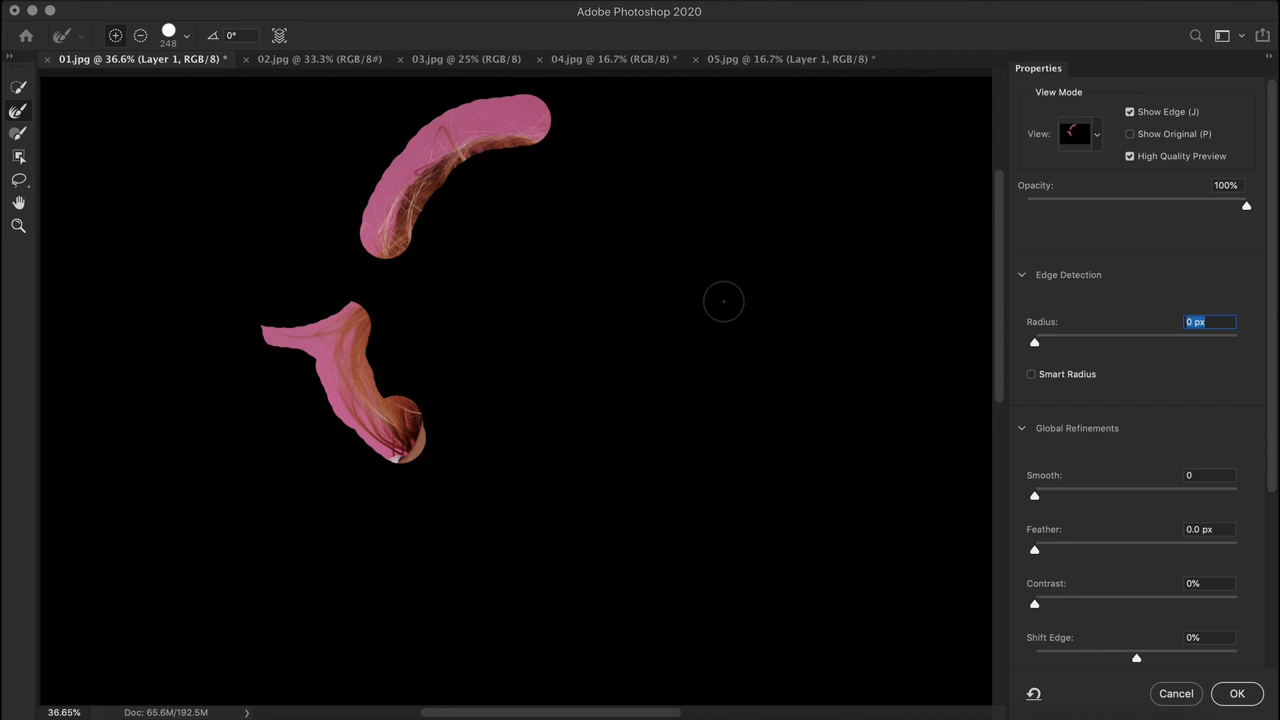 Adobe Photoshop 2020
248
0°
01.jpg @ 36.6% (Layer 1, RGB/8) *
02.jpg @ 33.3% (RGB/8#)
03.jpg @ 25% (RGB/8)
04.jpg @ 16.7% (RGB/8) *
05.jpg @ 16.7% (Layer 1, RGB/8) *
Properties
View Mode
View:
Show Edge (J)
Show Original (P)
High Quality Preview
Opacity: 100%
Edge Detection
Radius: 0 px
Smart Radius
Global Refinements
Smooth: 0
Feather: 0.0 px
Contrast: 0%
Shift Edge: 0%
Cancel
OK
36.65%
Doc: 65.6M/192.5M